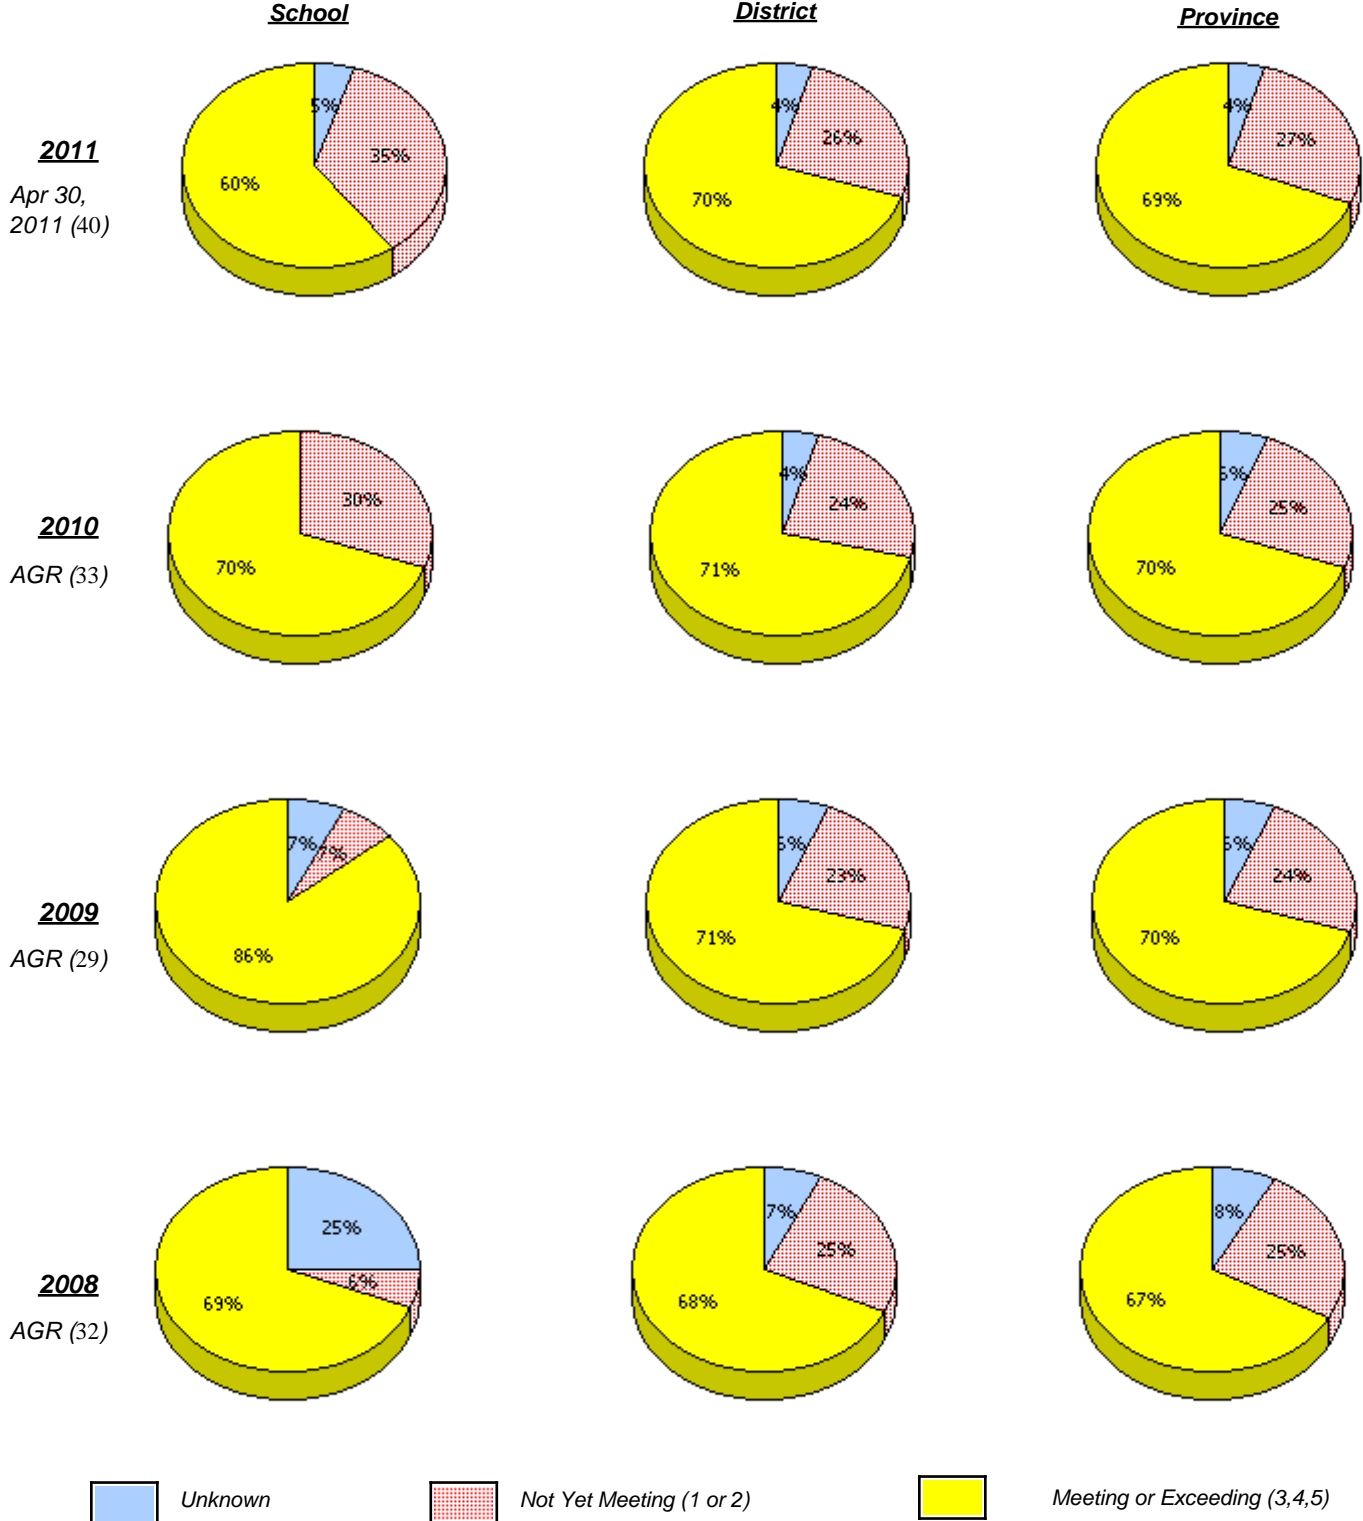 School District Province
5% 4% 4%
35% 26% 27%
60% 70% 69%
2011
Apr 30,
2011 (40)
4% 6%
30% 24% 25%
70% 71% 70%
2010
AGR (33)
7% 7% 6% 6%
23% 24%
86% 71% 70%
2009
AGR (29)
25% 7% 8%
6% 25% 25%
69% 68% 67%
2008
AGR (32)
Unknown Not Yet Meeting (1 or 2) Meeting or Exceeding (3,4,5)